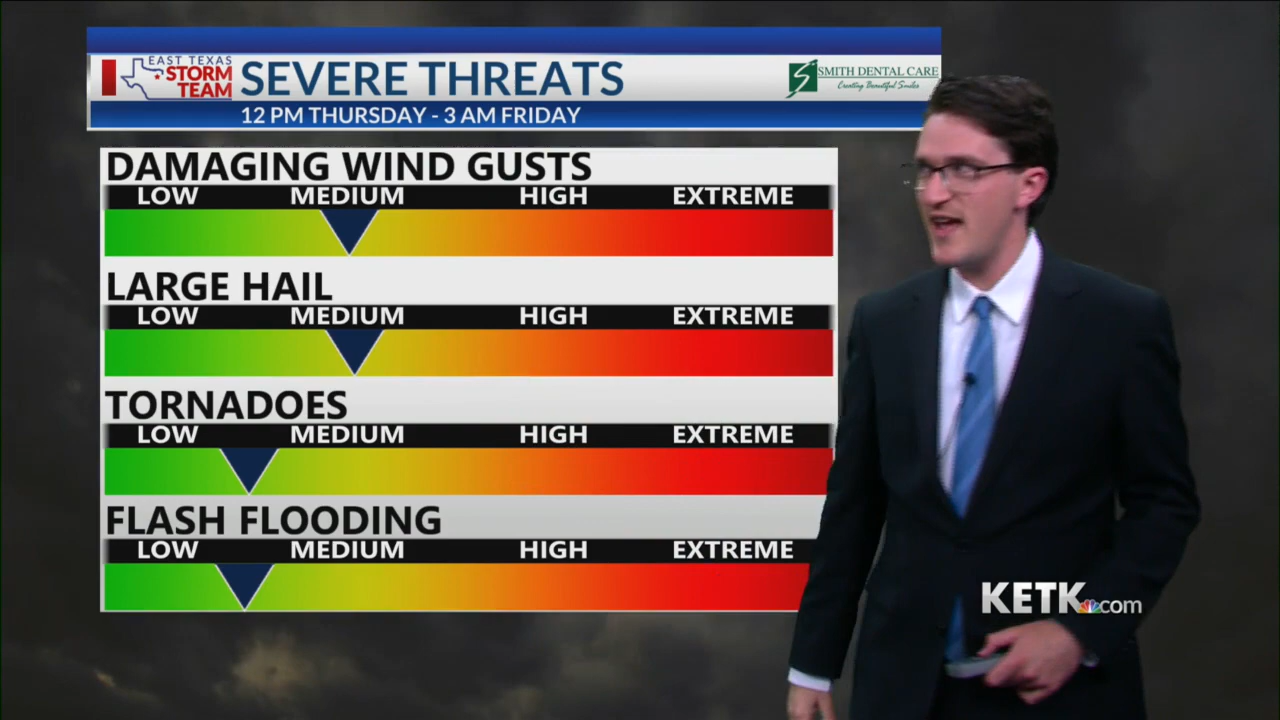 EAST TEXAS
STORM
TEAM
SEVERE THREATS
SMITH DENTAL CARE
Creating Beautiful Smiles
12 PM THURSDAY - 3 AM FRIDAY
DAMAGING WIND GUSTS
LOW MEDIUM HIGH EXTREME
LARGE HAIL
LOW MEDIUM HIGH EXTREME
TORNADOES
LOW MEDIUM HIGH EXTREME
FLASH FLOODING
LOW MEDIUM HIGH EXTREME
KETK.com